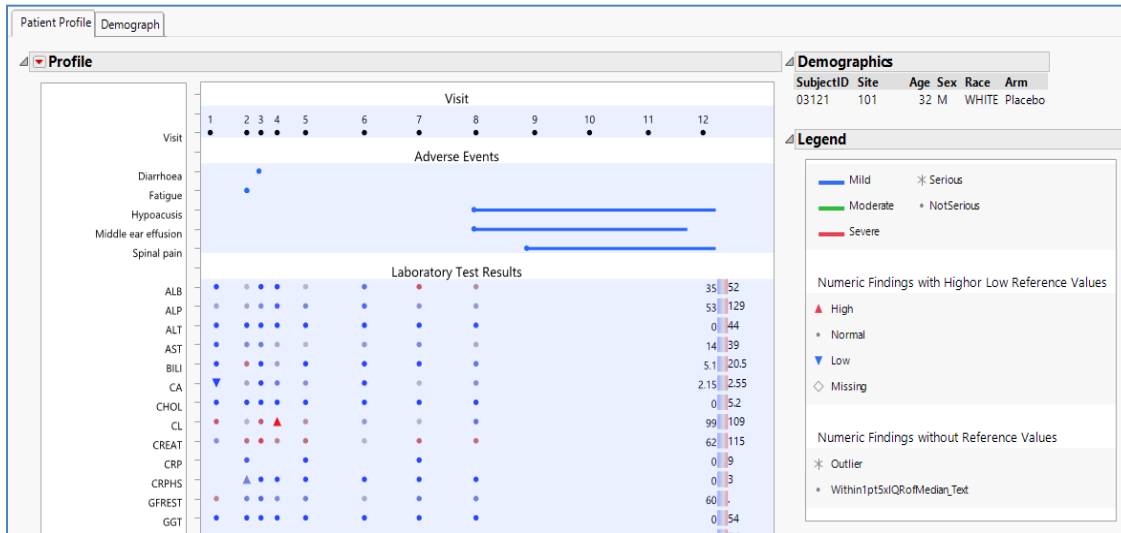 Patient Profile Demograph
Profile
Visit
1 2 3 4 5 6 7 8 9 10 11 12
Visit
Adverse Events
Diarrhoea
Fatigue
Hypoacusis
Middle ear effusion
Spinal pain
Laboratory Test Results
ALB 35 52
ALP 53 129
ALT 0 44
AST 14 39
BILI 5.1 20.5
CA 2.15 2.55
CHOL 0 5.2
CL 99 109
CREAT 62 115
CRP 0 9
CRPHS 0 3
GFREST 60 .
GGT 0 54
Demographics
SubjectID Site Age Sex Race Arm
03121 101 32 M WHITE Placebo
Legend
Mild Serious
Moderate NotSerious
Severe
Numeric Findings with Highor Low Reference Values
High
Normal
Low
Missing
Numeric Findings without Reference Values
Outlier
Within1pt5xIQRofMedian_Text